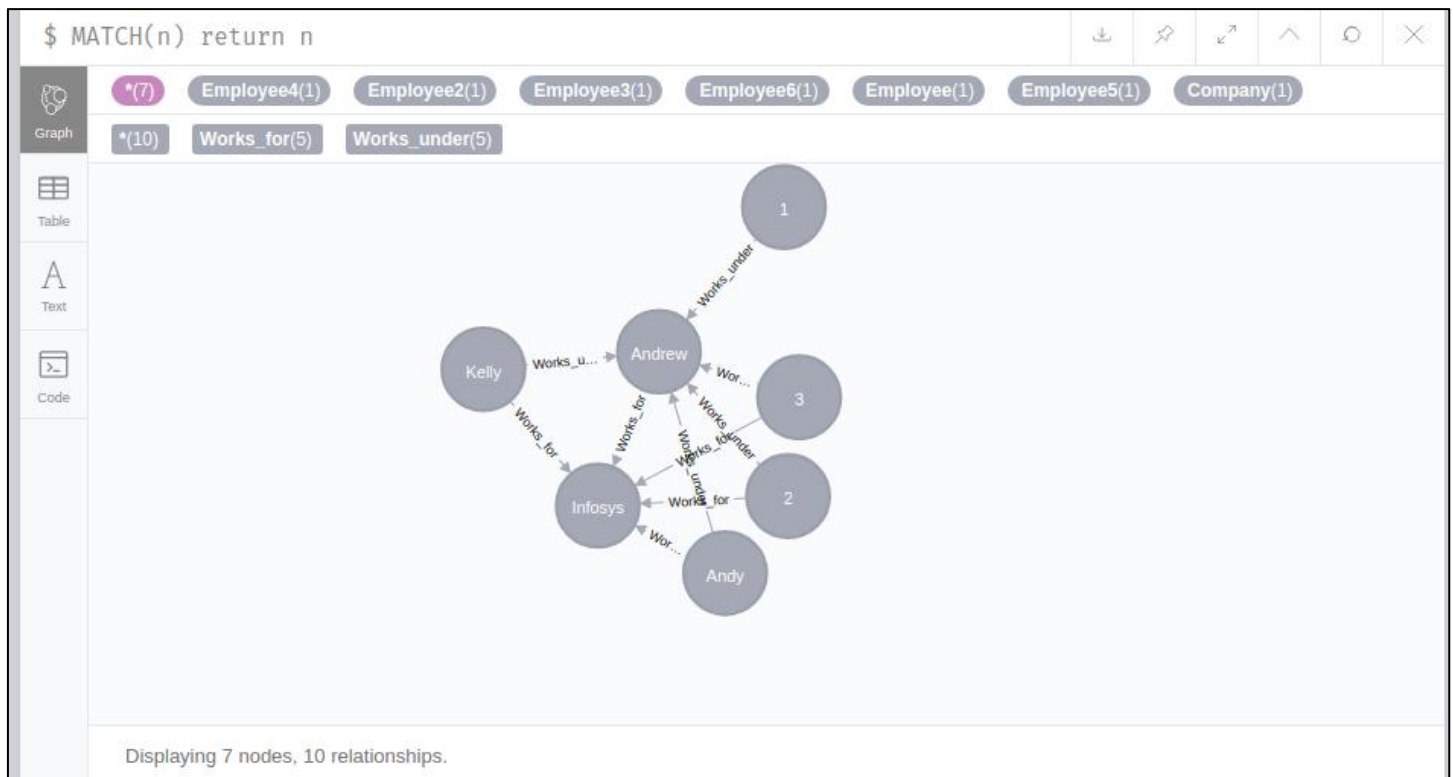 $ MATCH(n) return n
*(7) Employee4(1) Employee2(1) Employee3(1) Employee6(1) Employee(1) Employee5(1) Company(1)
Graph
*(10) Works_for(5) Works_under(5)
Table
A
Text
Code
1
Works_under
Andrew
Kelly
Works_u...
Wor...
3
Works_for
Works_for
Works_under
Works_for
Works_under
Infosys
Works_for
2
Wor...
Andy
Displaying 7 nodes, 10 relationships.